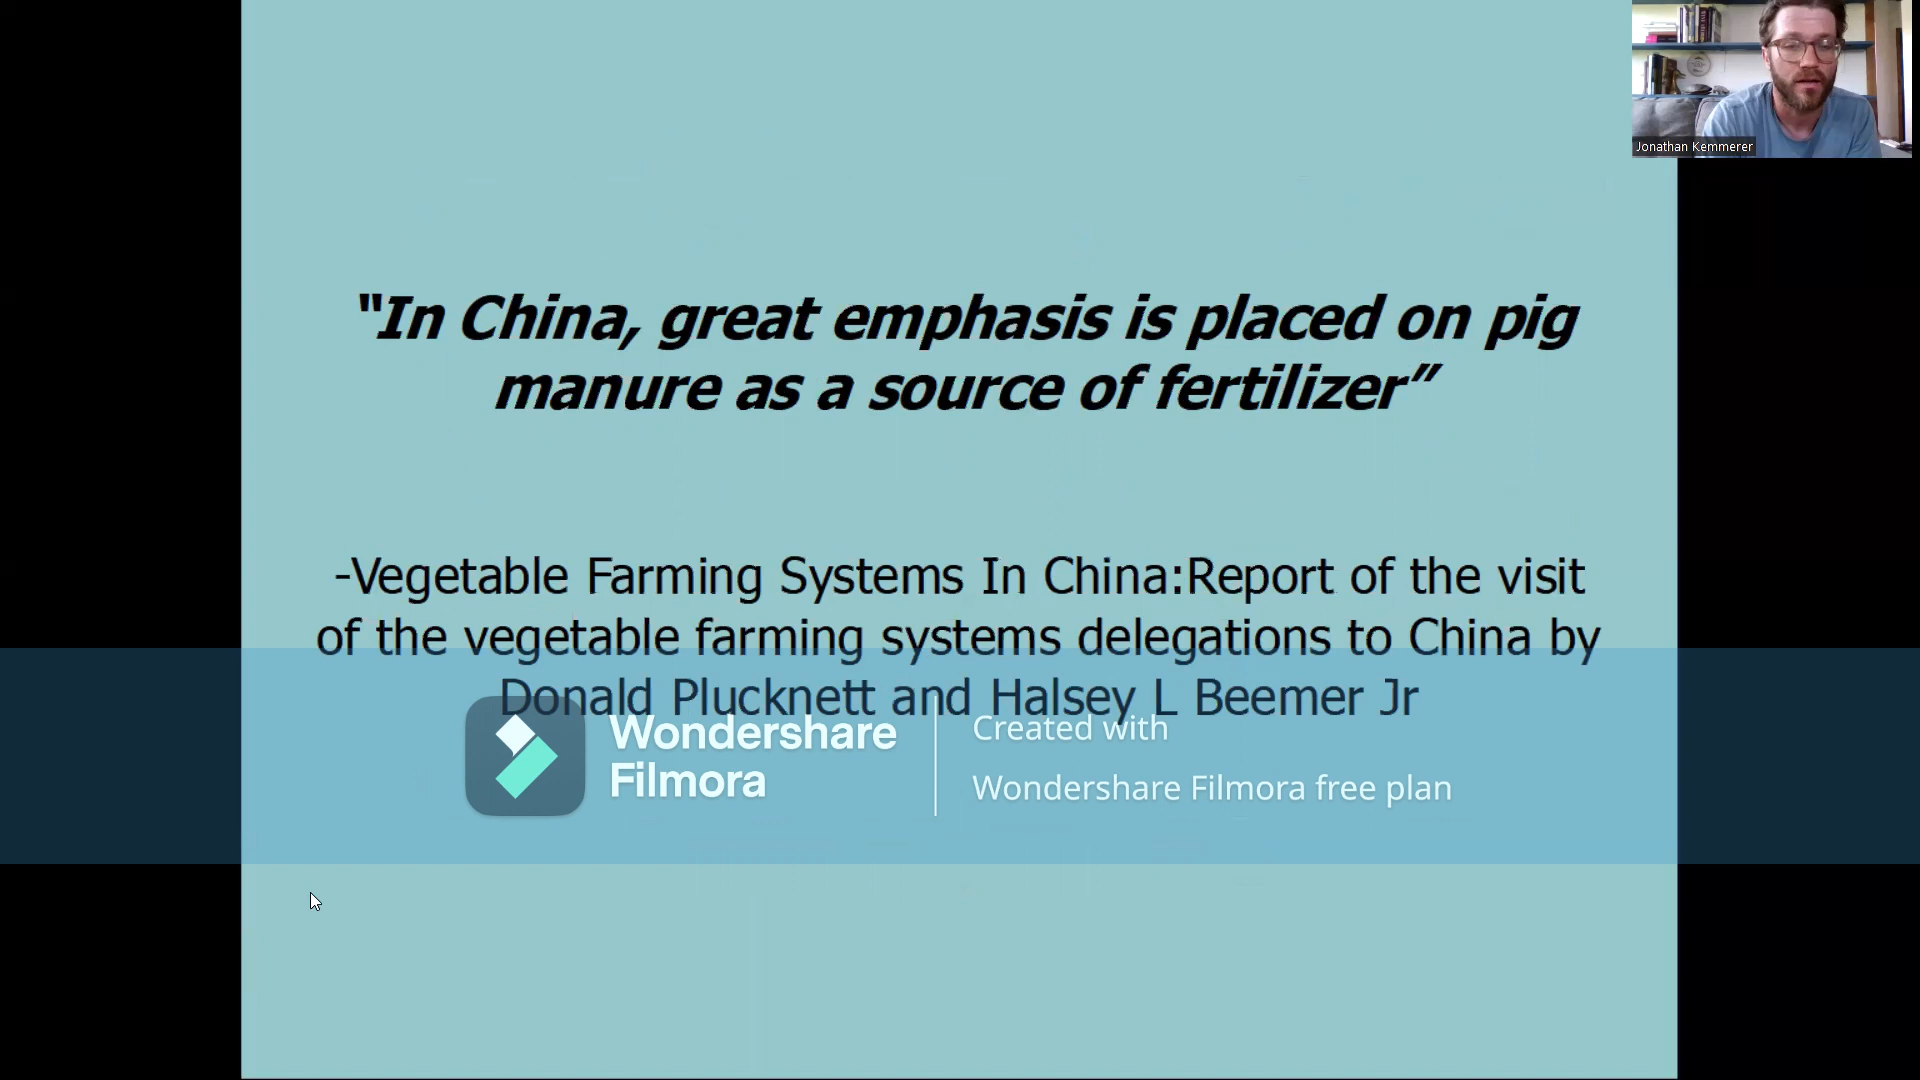 Jonathan Kemmerer
“In China, great emphasis is placed on pig
manure as a source of fertilizer”
-Vegetable Farming Systems In China:Report of the visit
of the vegetable farming systems delegations to China by
Donald Plucknett and Halsey L Beemer Jr
Wondershare
Filmora
Created with
Wondershare Filmora free plan